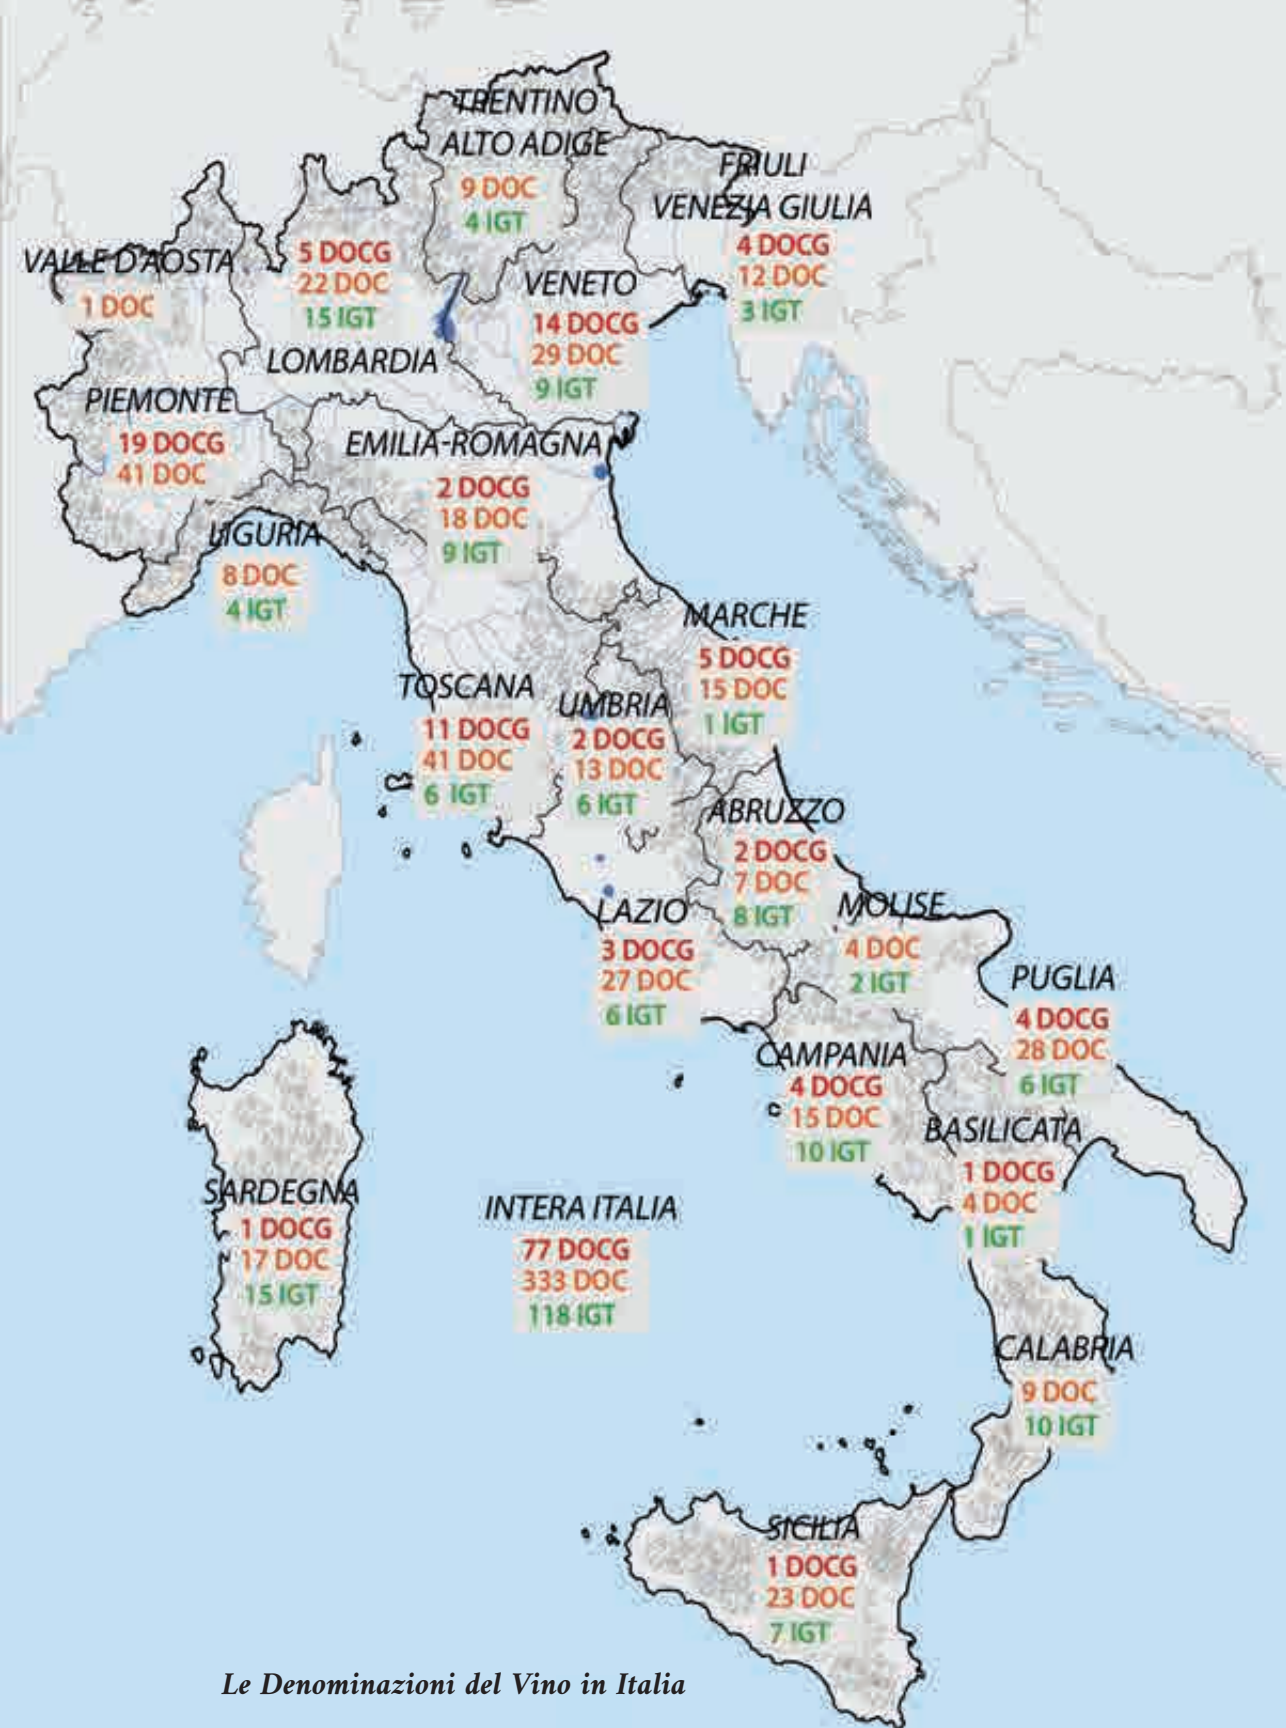 TRENTINO
ALTO ADIGE
9 DOC
4 IGT
FRIULI
VENEZIA GIULIA
4 DOCG
12 DOC
3 IGT
VALLE D'AOSTA
1 DOC
5 DOCG
22 DOC
15 IGT
LOMBARDIA
VENETO
14 DOCG
29 DOC
9 IGT
PIEMONTE
19 DOCG
41 DOC
EMILIA-ROMAGNA
2 DOCG
18 DOC
9 IGT
LIGURIA
8 DOC
4 IGT
MARCHE
5 DOCG
15 DOC
1 IGT
TOSCANA
11 DOCG
41 DOC
6 IGT
UMBRIA
2 DOCG
13 DOC
6 IGT
ABRUZZO
2 DOCG
7 DOC
8 IGT
LAZIO
3 DOCG
27 DOC
6 IGT
MOLISE
4 DOC
2 IGT
PUGLIA
4 DOCG
28 DOC
6 IGT
CAMPANIA
4 DOCG
15 DOC
10 IGT
BASILICATA
1 DOCG
4 DOC
1 IGT
SARDEGNA
1 DOCG
17 DOC
15 IGT
INTERA ITALIA
77 DOCG
333 DOC
118 IGT
CALABRIA
9 DOC
10 IGT
SICILIA
1 DOCG
23 DOC
7 IGT
Le Denominazioni del Vino in Italia